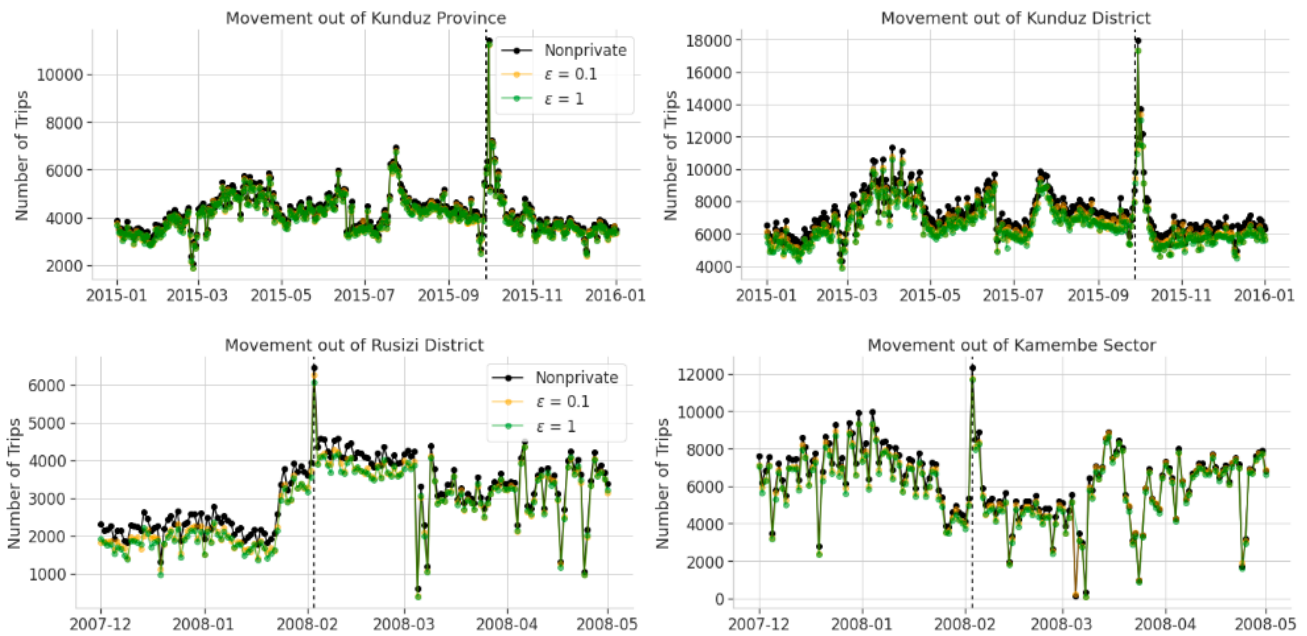 Movement out of Kunduz Province
Number of Trips
10000
8000
6000
4000
2000
2015-01 2015-03 2015-05 2015-07 2015-09 2015-11 2016-01
Nonprivate
ε = 0.1
ε = 1
Movement out of Kunduz District
Number of Trips
18000
16000
14000
12000
10000
8000
6000
4000
2015-01 2015-03 2015-05 2015-07 2015-09 2015-11 2016-01
Movement out of Rusizi District
Number of Trips
6000
5000
4000
3000
2000
1000
2007-12 2008-01 2008-02 2008-03 2008-04 2008-05
Nonprivate
ε = 0.1
ε = 1
Movement out of Kamembe Sector
Number of Trips
12000
10000
8000
6000
4000
2000
0
2007-12 2008-01 2008-02 2008-03 2008-04 2008-05